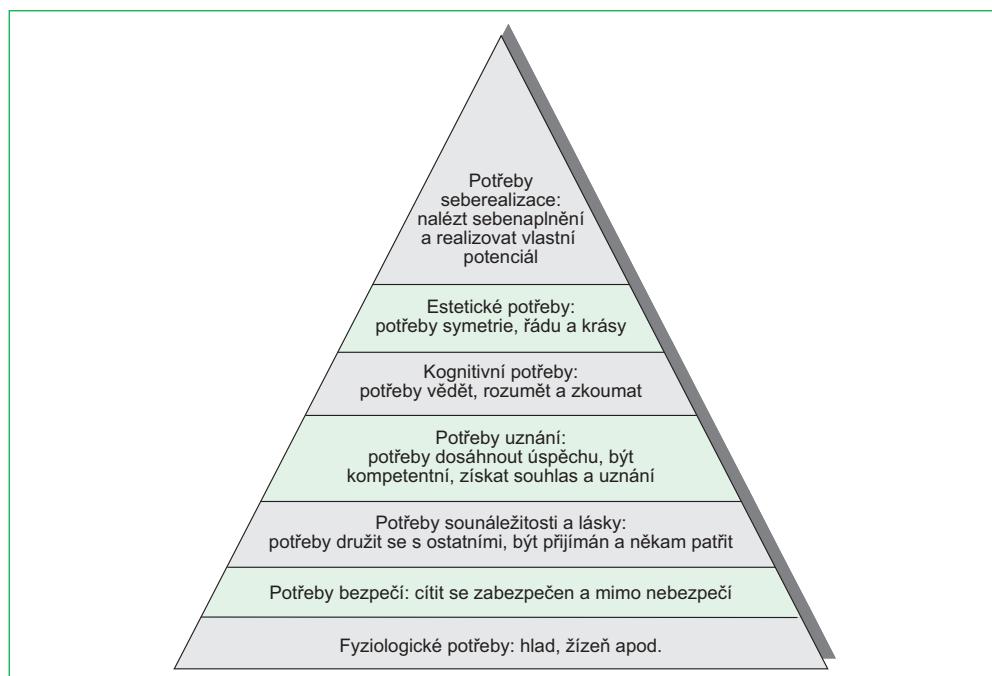 Potřeby
seberealizace:
nalézt sebenaplnění
a realizovat vlastní
potenciál
Estetické potřeby:
potřeby symetrie, řádu a krásy
Kognitivní potřeby:
potřeby vědět, rozumět a zkoumat
Potřeby uznání:
potřeby dosáhnout úspěchu, být
kompetentní, získat souhlas a uznání
Potřeby sounáležitosti a lásky:
potřeby družit se s ostatními, být přijímán a někam patřit
Potřeby bezpečí: cítit se zabezpečen a mimo nebezpečí
Fyziologické potřeby: hlad, žízeň apod.